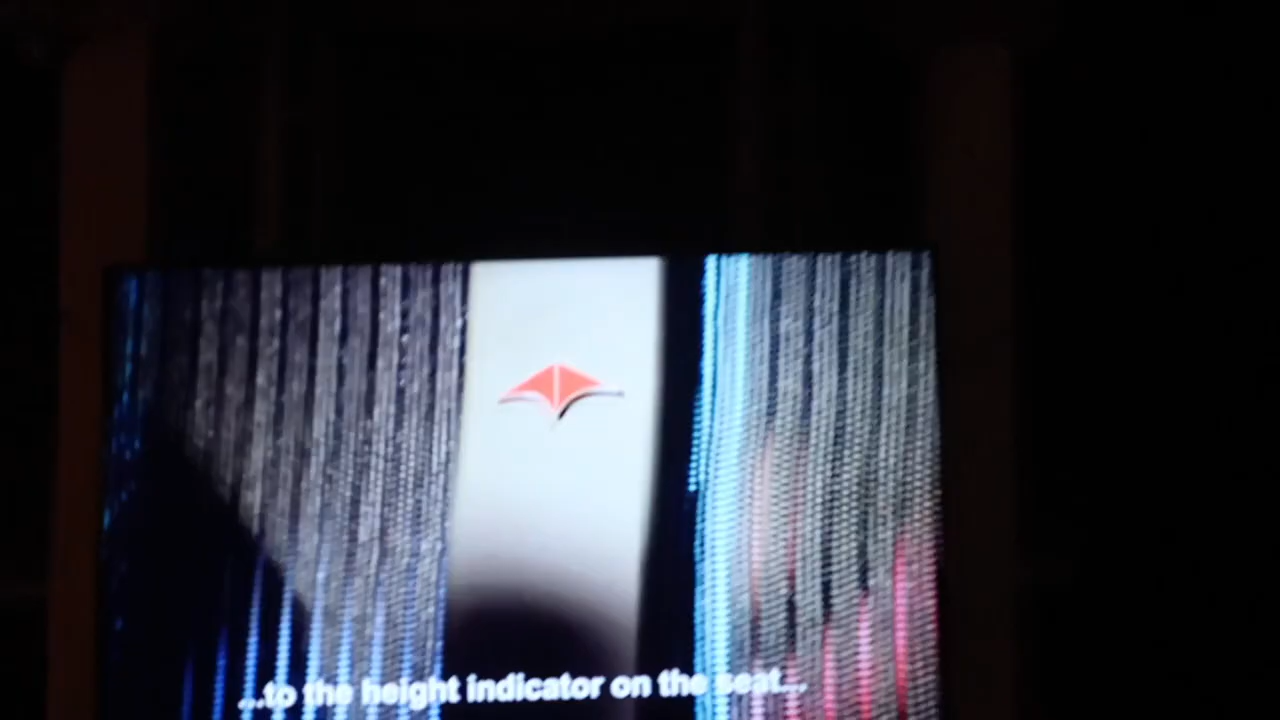 ...to the height indicator on the seat...